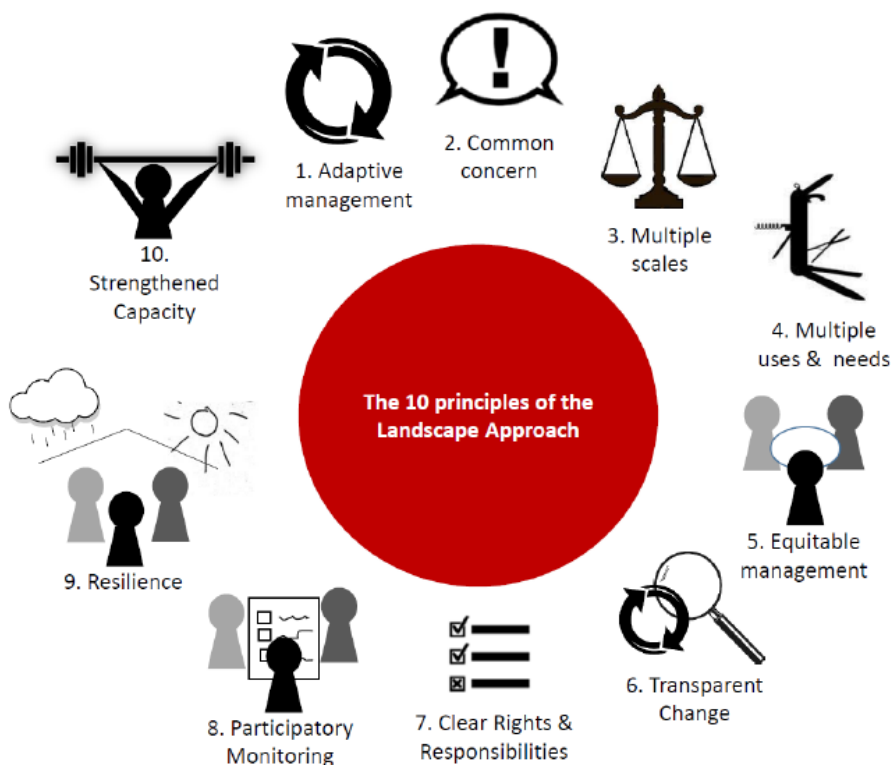 1. Adaptive
management
2. Common
concern
3. Multiple
scales
4. Multiple
uses & needs
5. Equitable
management
6. Transparent
Change
7. Clear Rights &
Responsibilities
8. Participatory
Monitoring
9. Resilience
10.
Strengthened
Capacity
The 10 principles of the
Landscape Approach